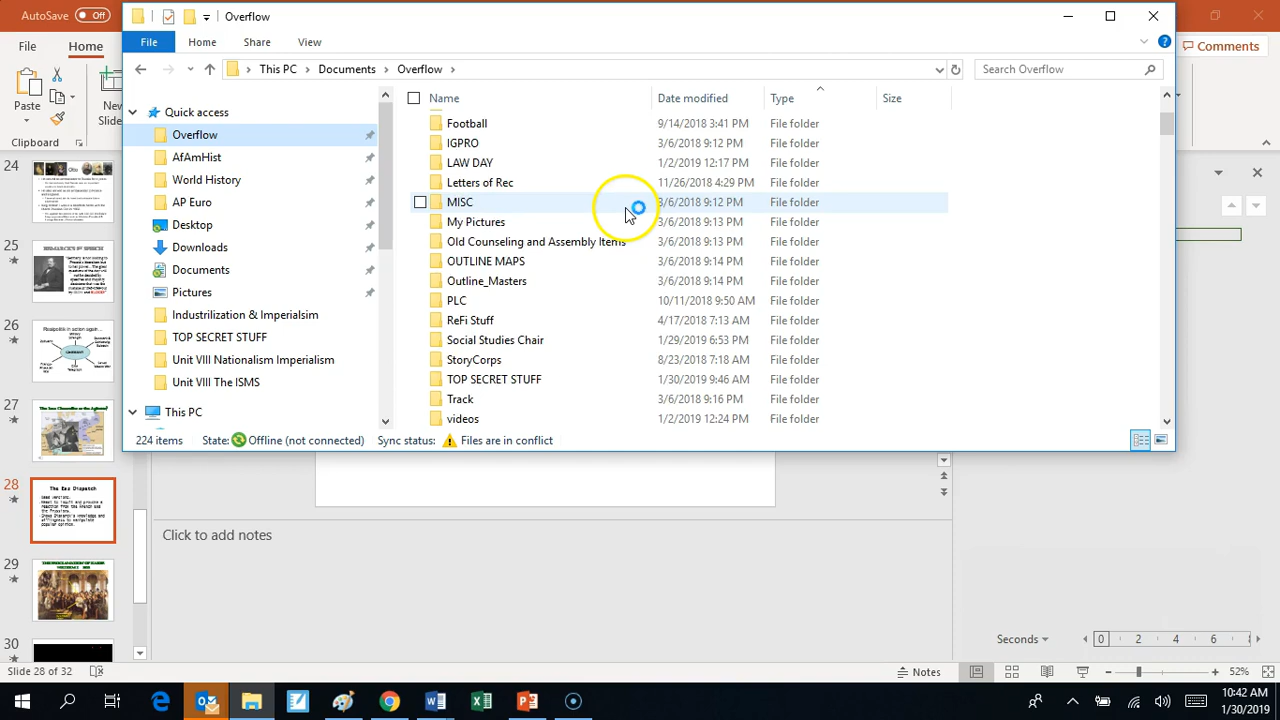 AutoSave Off
Overflow
File Home Share View
File Home
Comments
This PC > Documents > Overflow >
Search Overflow
Paste
New
Slid
Name Date modified Type Size
Quick access
Overflow
AfAmHist
World History
AP Euro
Desktop
Downloads
Documents
Pictures
Industrilization & Imperialsim
TOP SECRET STUFF
Unit VIII Nationalism Imperialism
Unit VIII The ISMS
This PC
Football 9/14/2018 3:41 PM File folder
IGPRO 3/6/2018 9:12 PM File folder
LAW DAY 1/2/2019 12:17 PM File folder
Letters of Rec 11/26/2018 4:29 PM File folder
MISC 3/6/2018 9:12 PM File folder
My Pictures 3/6/2018 9:13 PM File folder
Old Counseling and Assembly Items 3/6/2018 9:13 PM File folder
OUTLINE MAPS 3/6/2018 9:14 PM File folder
Outline_Masters 3/6/2018 9:14 PM File folder
PLC 10/11/2018 9:50 AM File folder
ReFi Stuff 4/17/2018 7:13 AM File folder
Social Studies Chair 1/29/2019 6:53 PM File folder
StoryCorps 8/23/2018 7:18 AM File folder
TOP SECRET STUFF 1/30/2019 9:46 AM File folder
Track 3/6/2018 9:16 PM File folder
videos 1/2/2019 12:24 PM File folder
224 items State: Offline (not connected) Sync status: Files are in conflict
24
25
26
27
28
The Ems Dispatch
29
30
Click to add notes
Seconds 0 2 4 6
Slide 28 of 32
Notes
52%
10:42 AM
1/30/2019